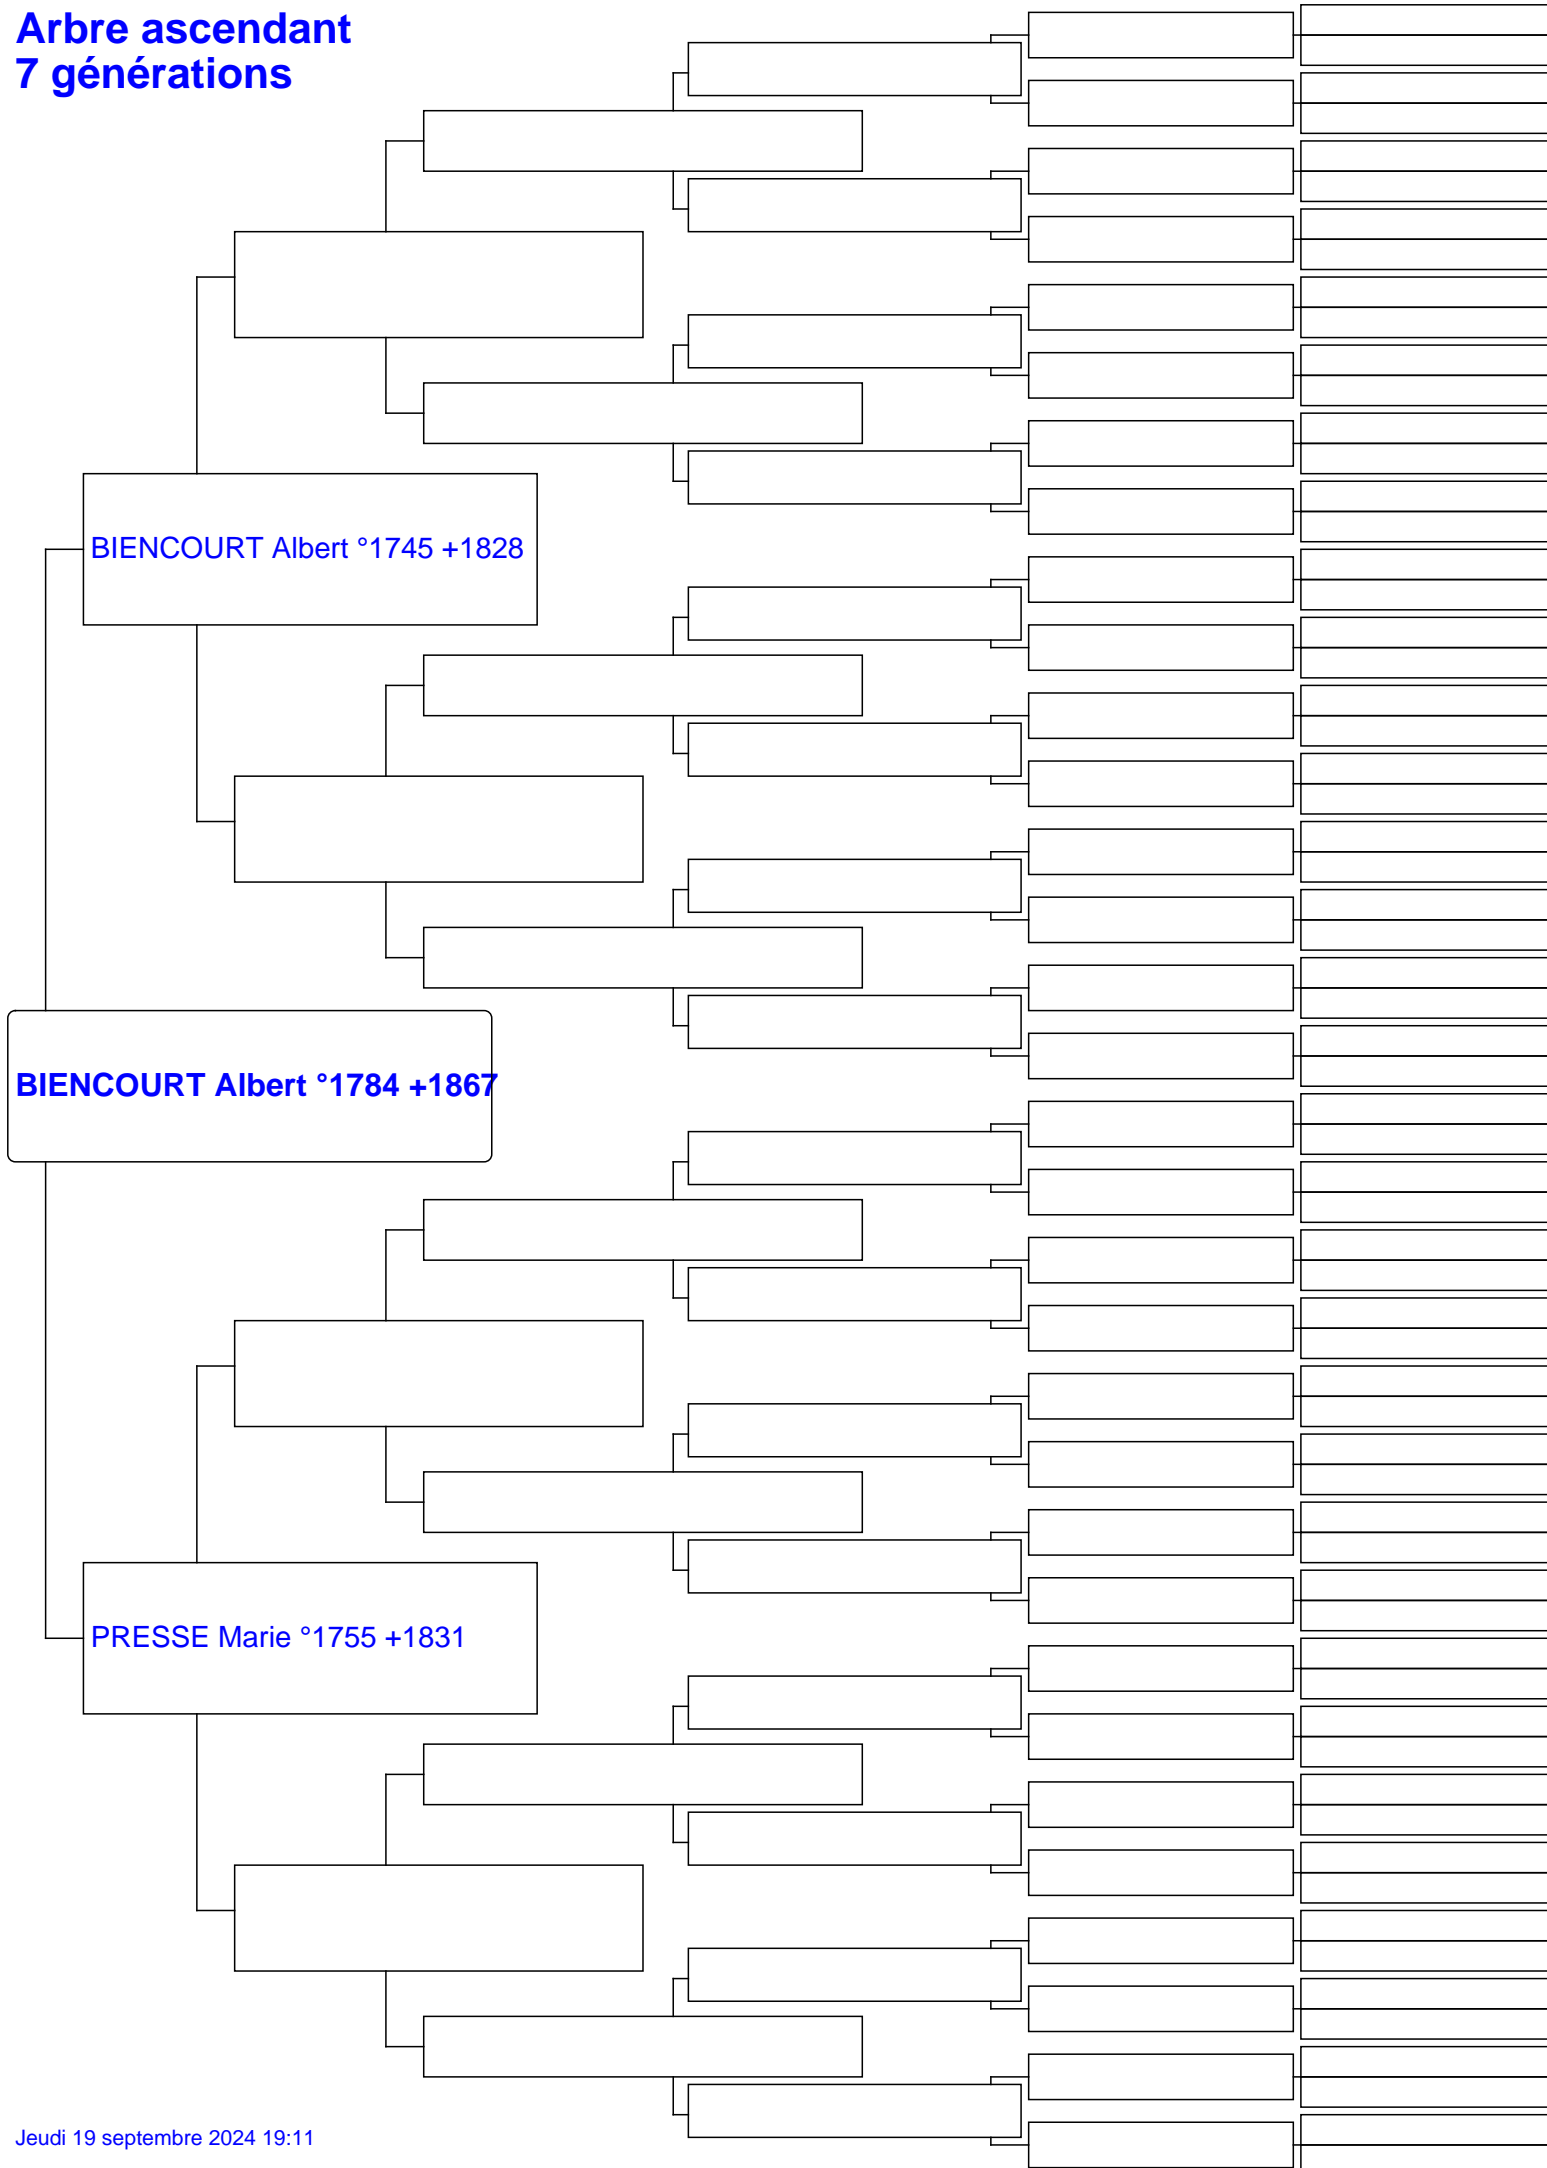 Arbre ascendant
7 générations
BIENCOURT Albert °1745 +1828
BIENCOURT Albert °1784 +1867
PRESSE Marie °1755 +1831
Jeudi 19 septembre 2024 19:11